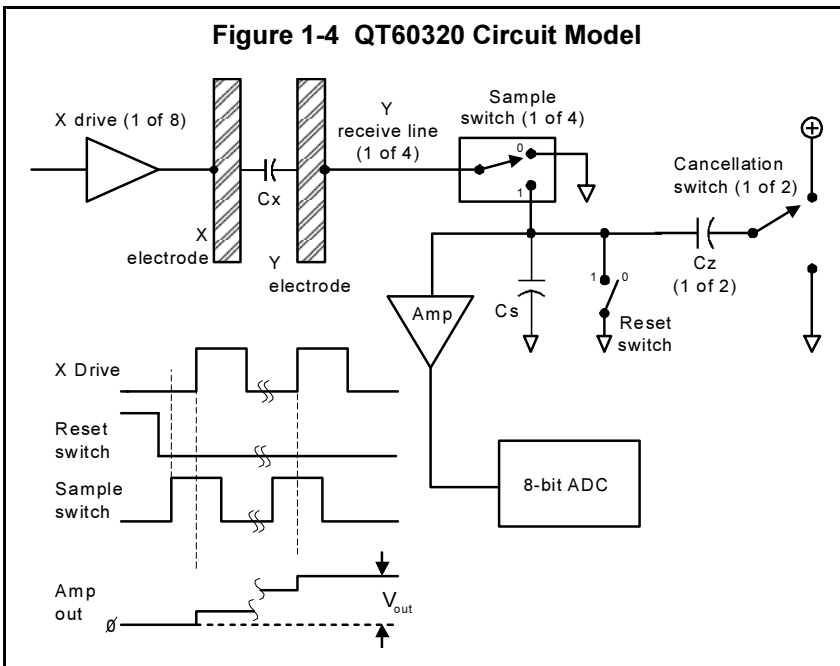 Figure 1-4 QT60320 Circuit Model
X drive (1 of 8)
Cx
X
electrode
Y
electrode
Y
receive line
(1 of 4)
Sample
switch (1 of 4)
0
1
Cancellation
switch (1 of 2)
Cz
(1 of 2)
Amp
Cs
1
0
Reset
switch
8-bit ADC
X Drive
Reset
switch
Sample
switch
Amp
out
Ø
Vout